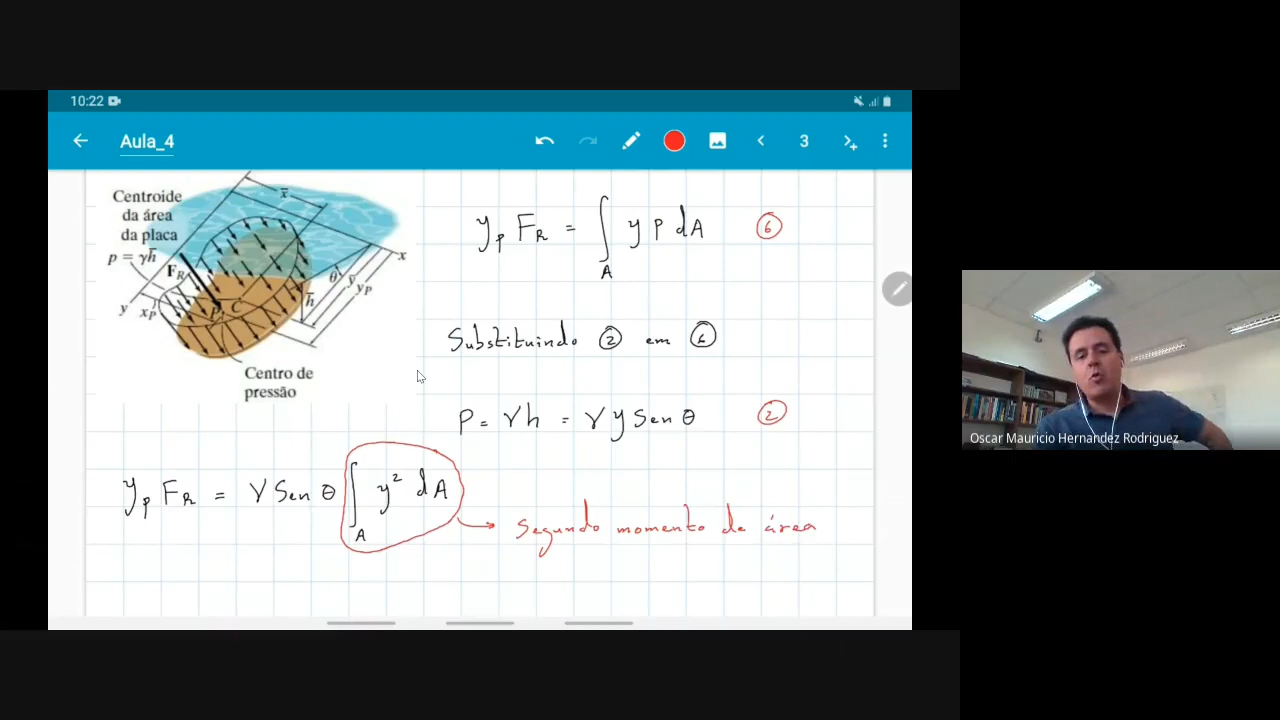 10:22
Aula_4
3
Centroide
da área
da placa
p = γh̄
F_R
x̄
x
θ
ȳ
y_P
h̄
y
x_P
P
C
Centro de
pressão
y_p F_R = ∫_A y p dA ⑥
Substituindo ② em ⑥
P = γh = γ y Sen θ ②
y_p F_R = γ Sen θ ∫_A y² dA
Segundo momento de área
Oscar Mauricio Hernandez Rodriguez